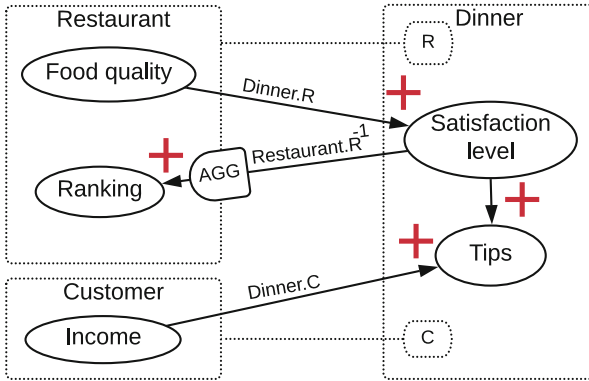 Restaurant
Dinner
R
Food quality
Dinner.R
Satisfaction
level
Restaurant.R
-1
AGG
Ranking
Tips
Customer
Dinner.C
Income
C